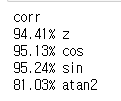 corr
94.41% z
95.13% cos
95.24% sin
81.03% atan2